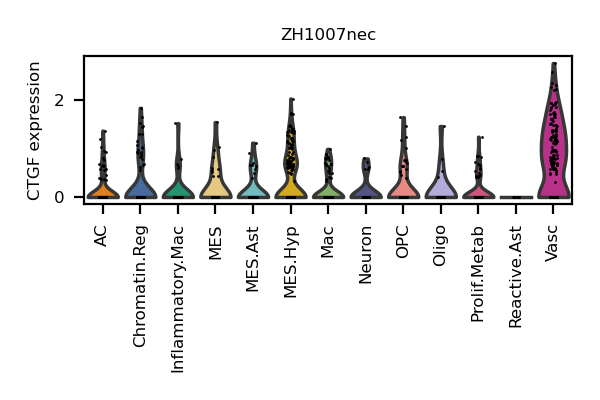 ZH1007nec
CTGF expression
2
0
AC
Chromatin.Reg
Inflammatory.Mac
MES
MES.Ast
MES.Hyp
Mac
Neuron
OPC
Oligo
Prolif.Metab
Reactive.Ast
Vasc